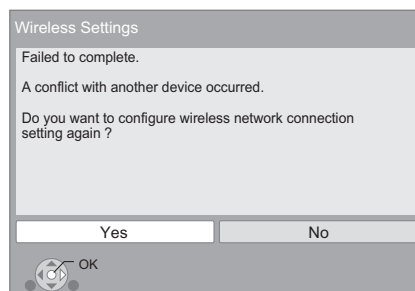 Wireless Settings
Failed to complete.
A conflict with another device occurred.
Do you want to configure wireless network connection
setting again ?
Yes
No
OK